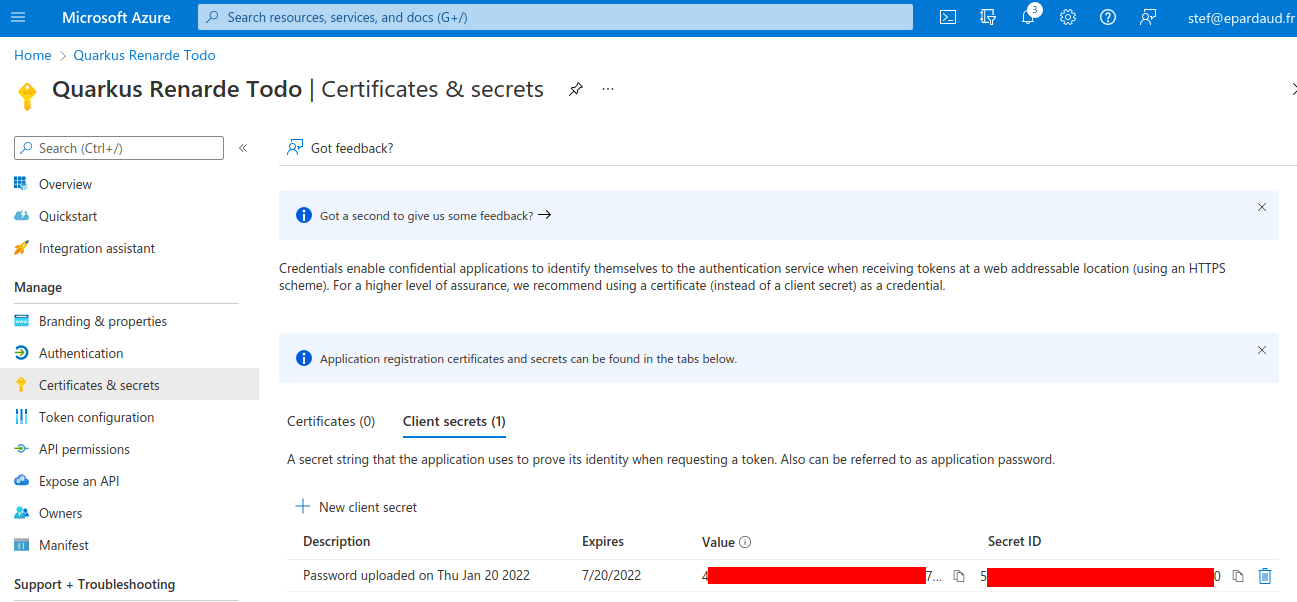 Microsoft Azure
Search resources, services, and docs (G+/)
3
stef@epardaud.fr
Home > Quarkus Renarde Todo
Quarkus Renarde Todo | Certificates & secrets
Search (Ctrl+/)
Overview
Quickstart
Integration assistant
Manage
Branding & properties
Authentication
Certificates & secrets
Token configuration
API permissions
Expose an API
Owners
Manifest
Support + Troubleshooting
Got feedback?
Got a second to give us some feedback? →
Credentials enable confidential applications to identify themselves to the authentication service when receiving tokens at a web addressable location (using an HTTPS
scheme). For a higher level of assurance, we recommend using a certificate (instead of a client secret) as a credential.
Application registration certificates and secrets can be found in the tabs below.
Certificates (0) Client secrets (1)
A secret string that the application uses to prove its identity when requesting a token. Also can be referred to as application password.
New client secret
Description Expires Value Secret ID
Password uploaded on Thu Jan 20 2022 7/20/2022 4 7... 5 0